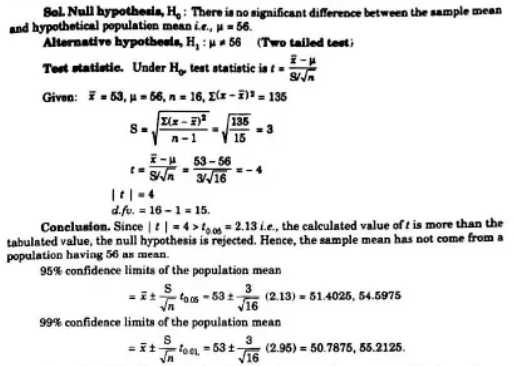 Sol. Null hypothesis, H₀ : There is no significant difference between the sample mean
and hypothetical population mean i.e., μ = 56.
Alternative hypothesis, H₁ : μ ≠ 56 (Two tailed test)
Test statistic. Under H₀, test statistic is t = (x̄ – μ) / (S/√n)
Given: x̄ = 53, μ = 56, n = 16, Σ(x – x̄)² = 135
S = √(Σ(x – x̄)² / (n – 1)) = √(135 / 15) = 3
t = (x̄ – μ) / (S/√n) = (53 – 56) / (3/√16) = – 4
| t | = 4
d.fv. = 16 – 1 = 15.
Conclusion. Since | t | = 4 > t₀.₀₅ = 2.13 i.e., the calculated value of t is more than the
tabulated value, the null hypothesis is rejected. Hence, the sample mean has not come from a
population having 56 as mean.
95% confidence limits of the population mean
= x̄ ± S/√n t₀.₀₅ = 53 ± 3/√16 (2.13) = 51.4025, 54.5975
99% confidence limits of the population mean
= x̄ ± S/√n t₀.₀₁, = 53 ± 3/√16 (2.95) = 50.7875, 55.2125.